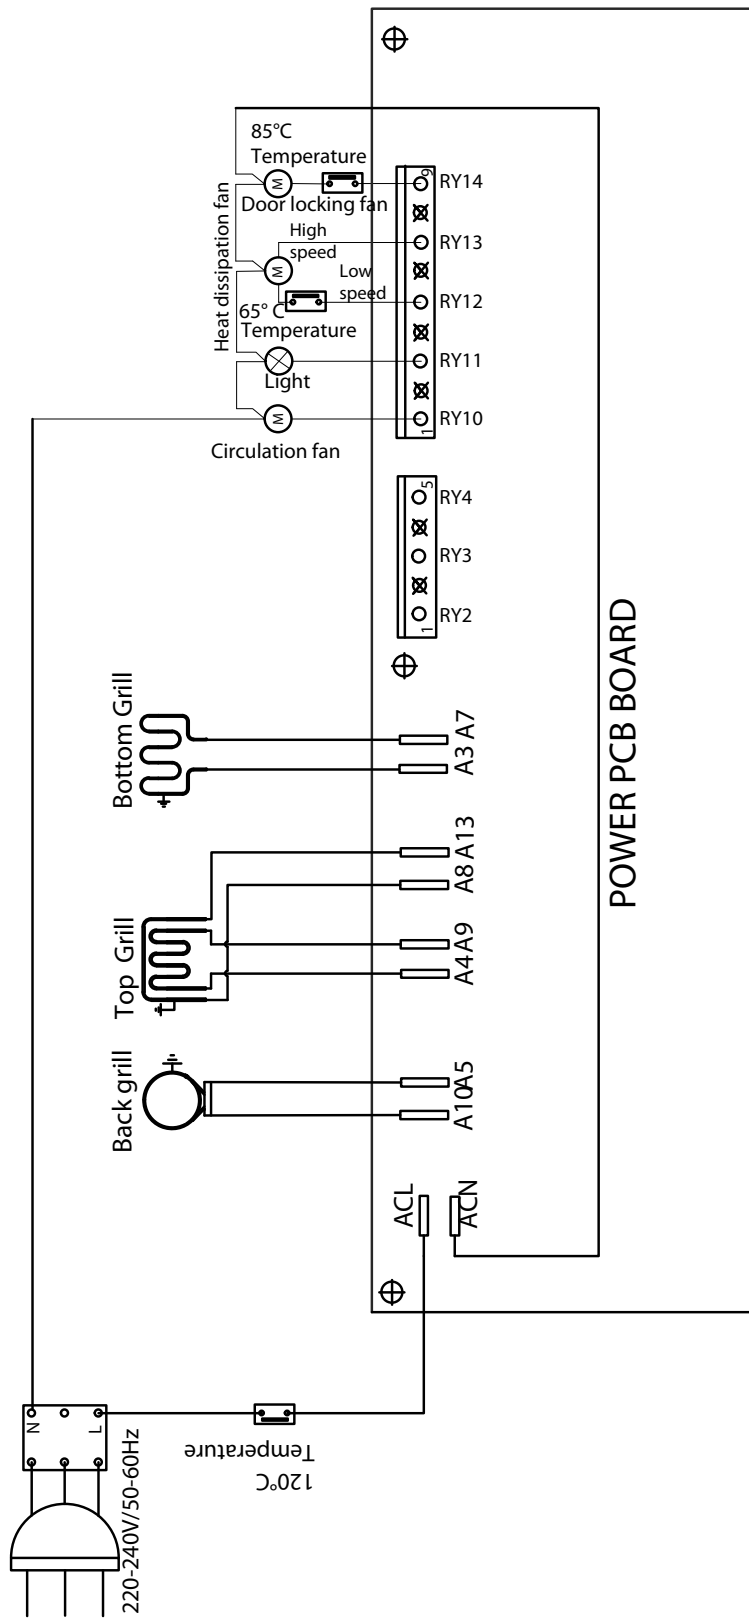 85°C
Temperature
M
Door locking fan
9
RY14
High
speed
RY13
Heat dissipation fan
M
Low
speed
65° C
Temperature
RY12
Light
RY11
M
Circulation fan
1
RY10
5
RY4
RY3
1
RY2
Bottom Grill
A7
A3
Top Grill
A13
A8
A9
A4
Back grill
A5
A10
POWER PCB BOARD
ACL
ACN
N
L
120°C
Temperature
220-240V/50-60Hz